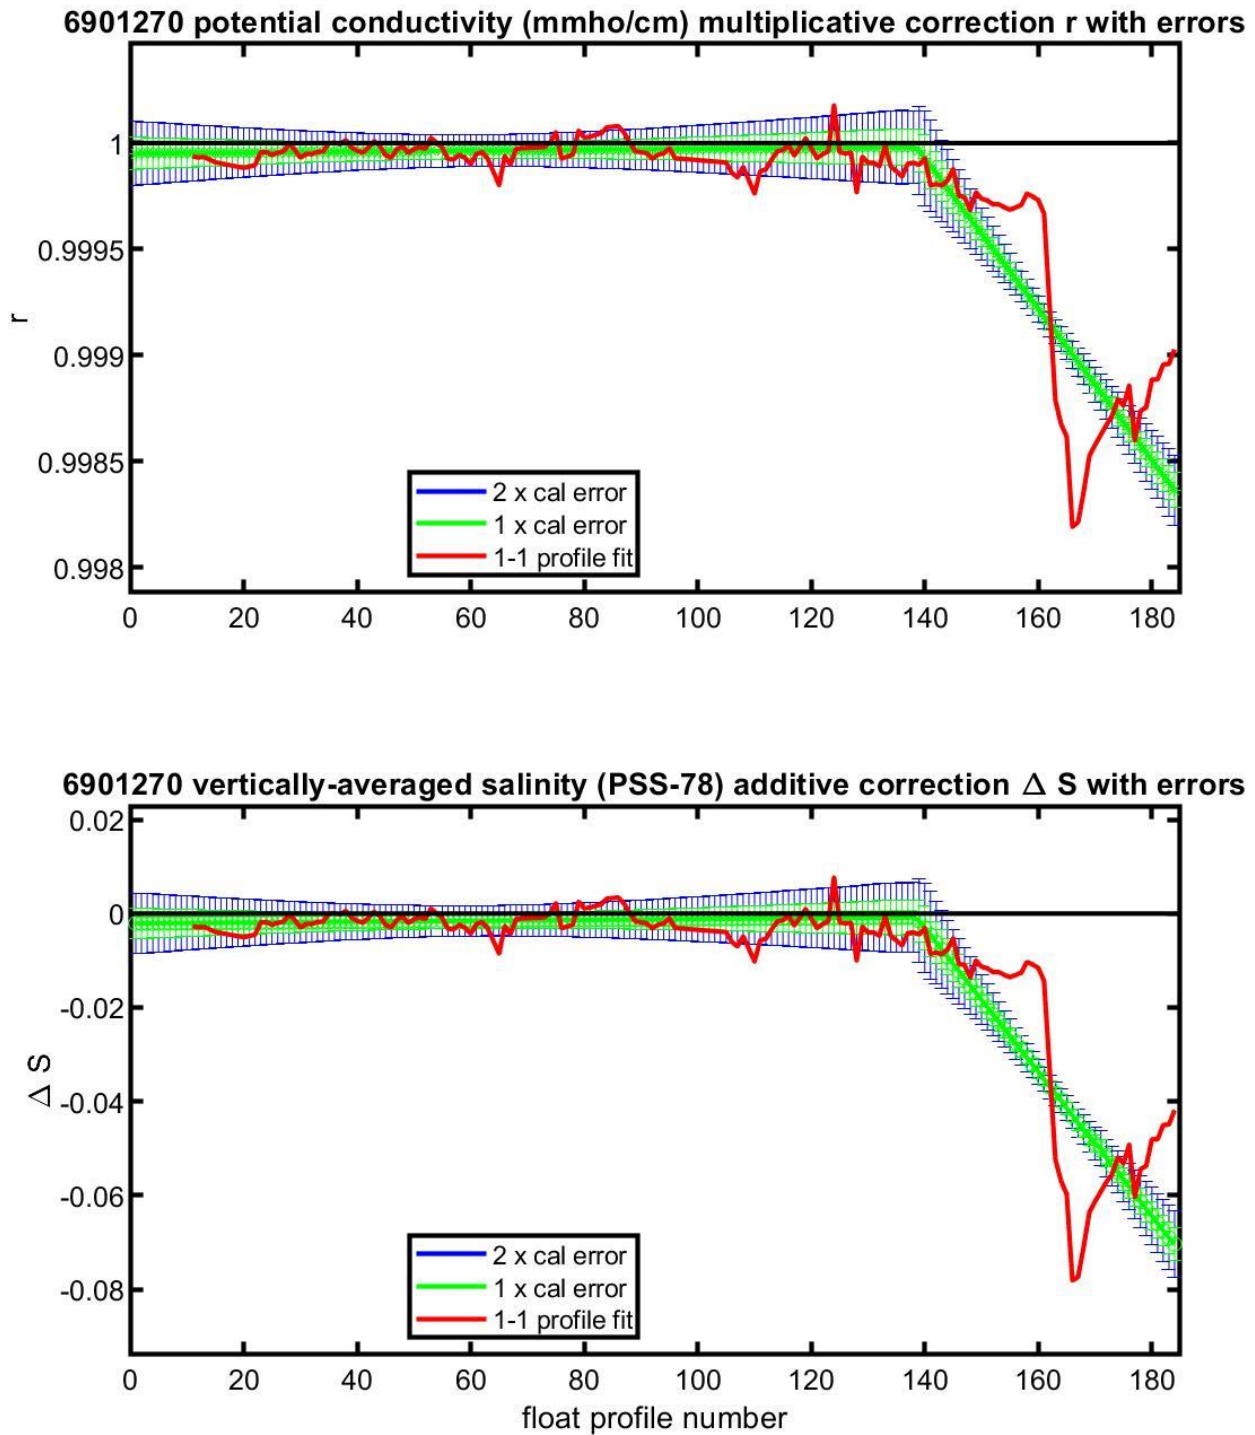 6901270 potential conductivity (mmho/cm) multiplicative correction r with errors
1
0.9995
0.999
0.9985
0.998
r
2 x cal error
1 x cal error
1-1 profile fit
0 20 40 60 80 100 120 140 160 180
6901270 vertically-averaged salinity (PSS-78) additive correction Δ S with errors
0.02
0
-0.02
-0.04
-0.06
-0.08
Δ S
2 x cal error
1 x cal error
1-1 profile fit
0 20 40 60 80 100 120 140 160 180
float profile number